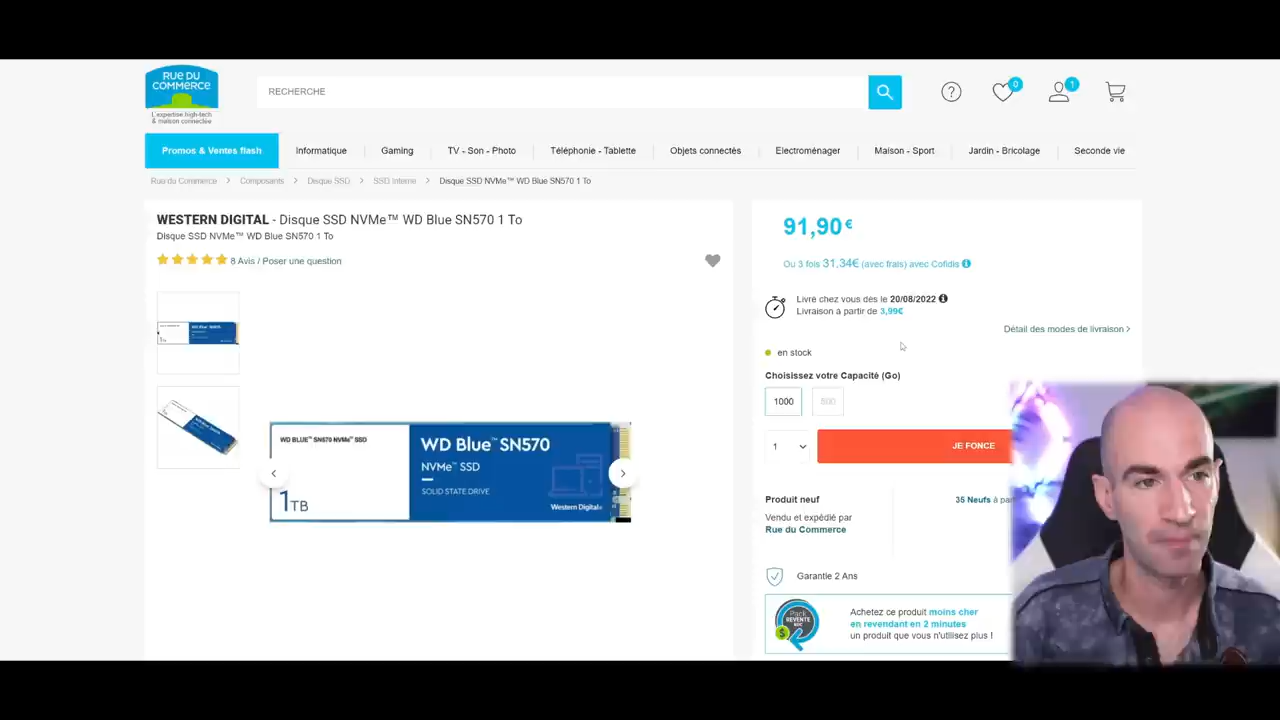 RUE DU
COMMERCE
L'expertise high-tech
& maison connectée
RECHERCHE
0
1
Promos & Ventes flash
Informatique
Gaming
TV - Son - Photo
Téléphonie - Tablette
Objets connectés
Electroménager
Maison - Sport
Jardin - Bricolage
Seconde vie
Rue du Commerce > Composants > Disque SSD > SSD Interne > Disque SSD NVMe™ WD Blue SN570 1 To
WESTERN DIGITAL - Disque SSD NVMe™ WD Blue SN570 1 To
Disque SSD NVMe™ WD Blue SN570 1 To
8 Avis / Poser une question
WD BLUE™ SN570 NVMe™ SSD
1TB
WD Blue™ SN570
NVMe™ SSD
SOLID STATE DRIVE
Western Digital
91,90€
Ou 3 fois 31,34€ (avec frais) avec Cofidis
Livré chez vous dès le 20/08/2022
Livraison à partir de 3,99€
Détail des modes de livraison >
en stock
Choisissez votre Capacité (Go)
1000
500
1
JE FONCE
Produit neuf
35 Neufs à par
Vendu et expédié par
Rue du Commerce
Garantie 2 Ans
Pack
REVENTE
Achetez ce produit moins cher
en revendant en 2 minutes
un produit que vous n'utilisez plus !